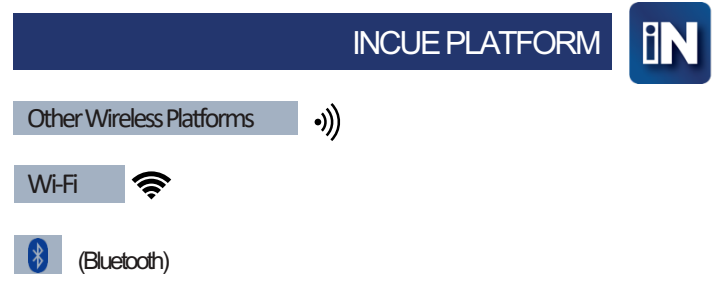 INCUE PLATFORM iN
Other Wireless Platforms
Wi-Fi
(Bluetooth)